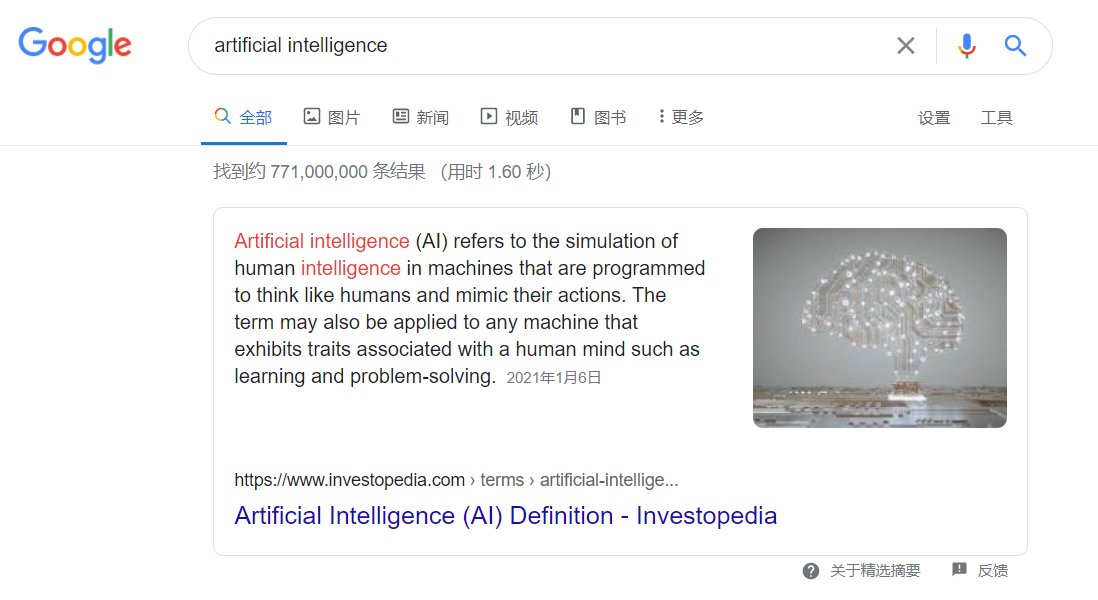 Google
artificial intelligence
全部 图片 新闻 视频 图书 更多 设置 工具
找到约 771,000,000 条结果 （用时 1.60 秒）
Artificial intelligence (AI) refers to the simulation of
human intelligence in machines that are programmed
to think like humans and mimic their actions. The
term may also be applied to any machine that
exhibits traits associated with a human mind such as
learning and problem-solving. 2021年1月6日
https://www.investopedia.com › terms › artificial-intellige...
Artificial Intelligence (AI) Definition - Investopedia
关于精选摘要 反馈